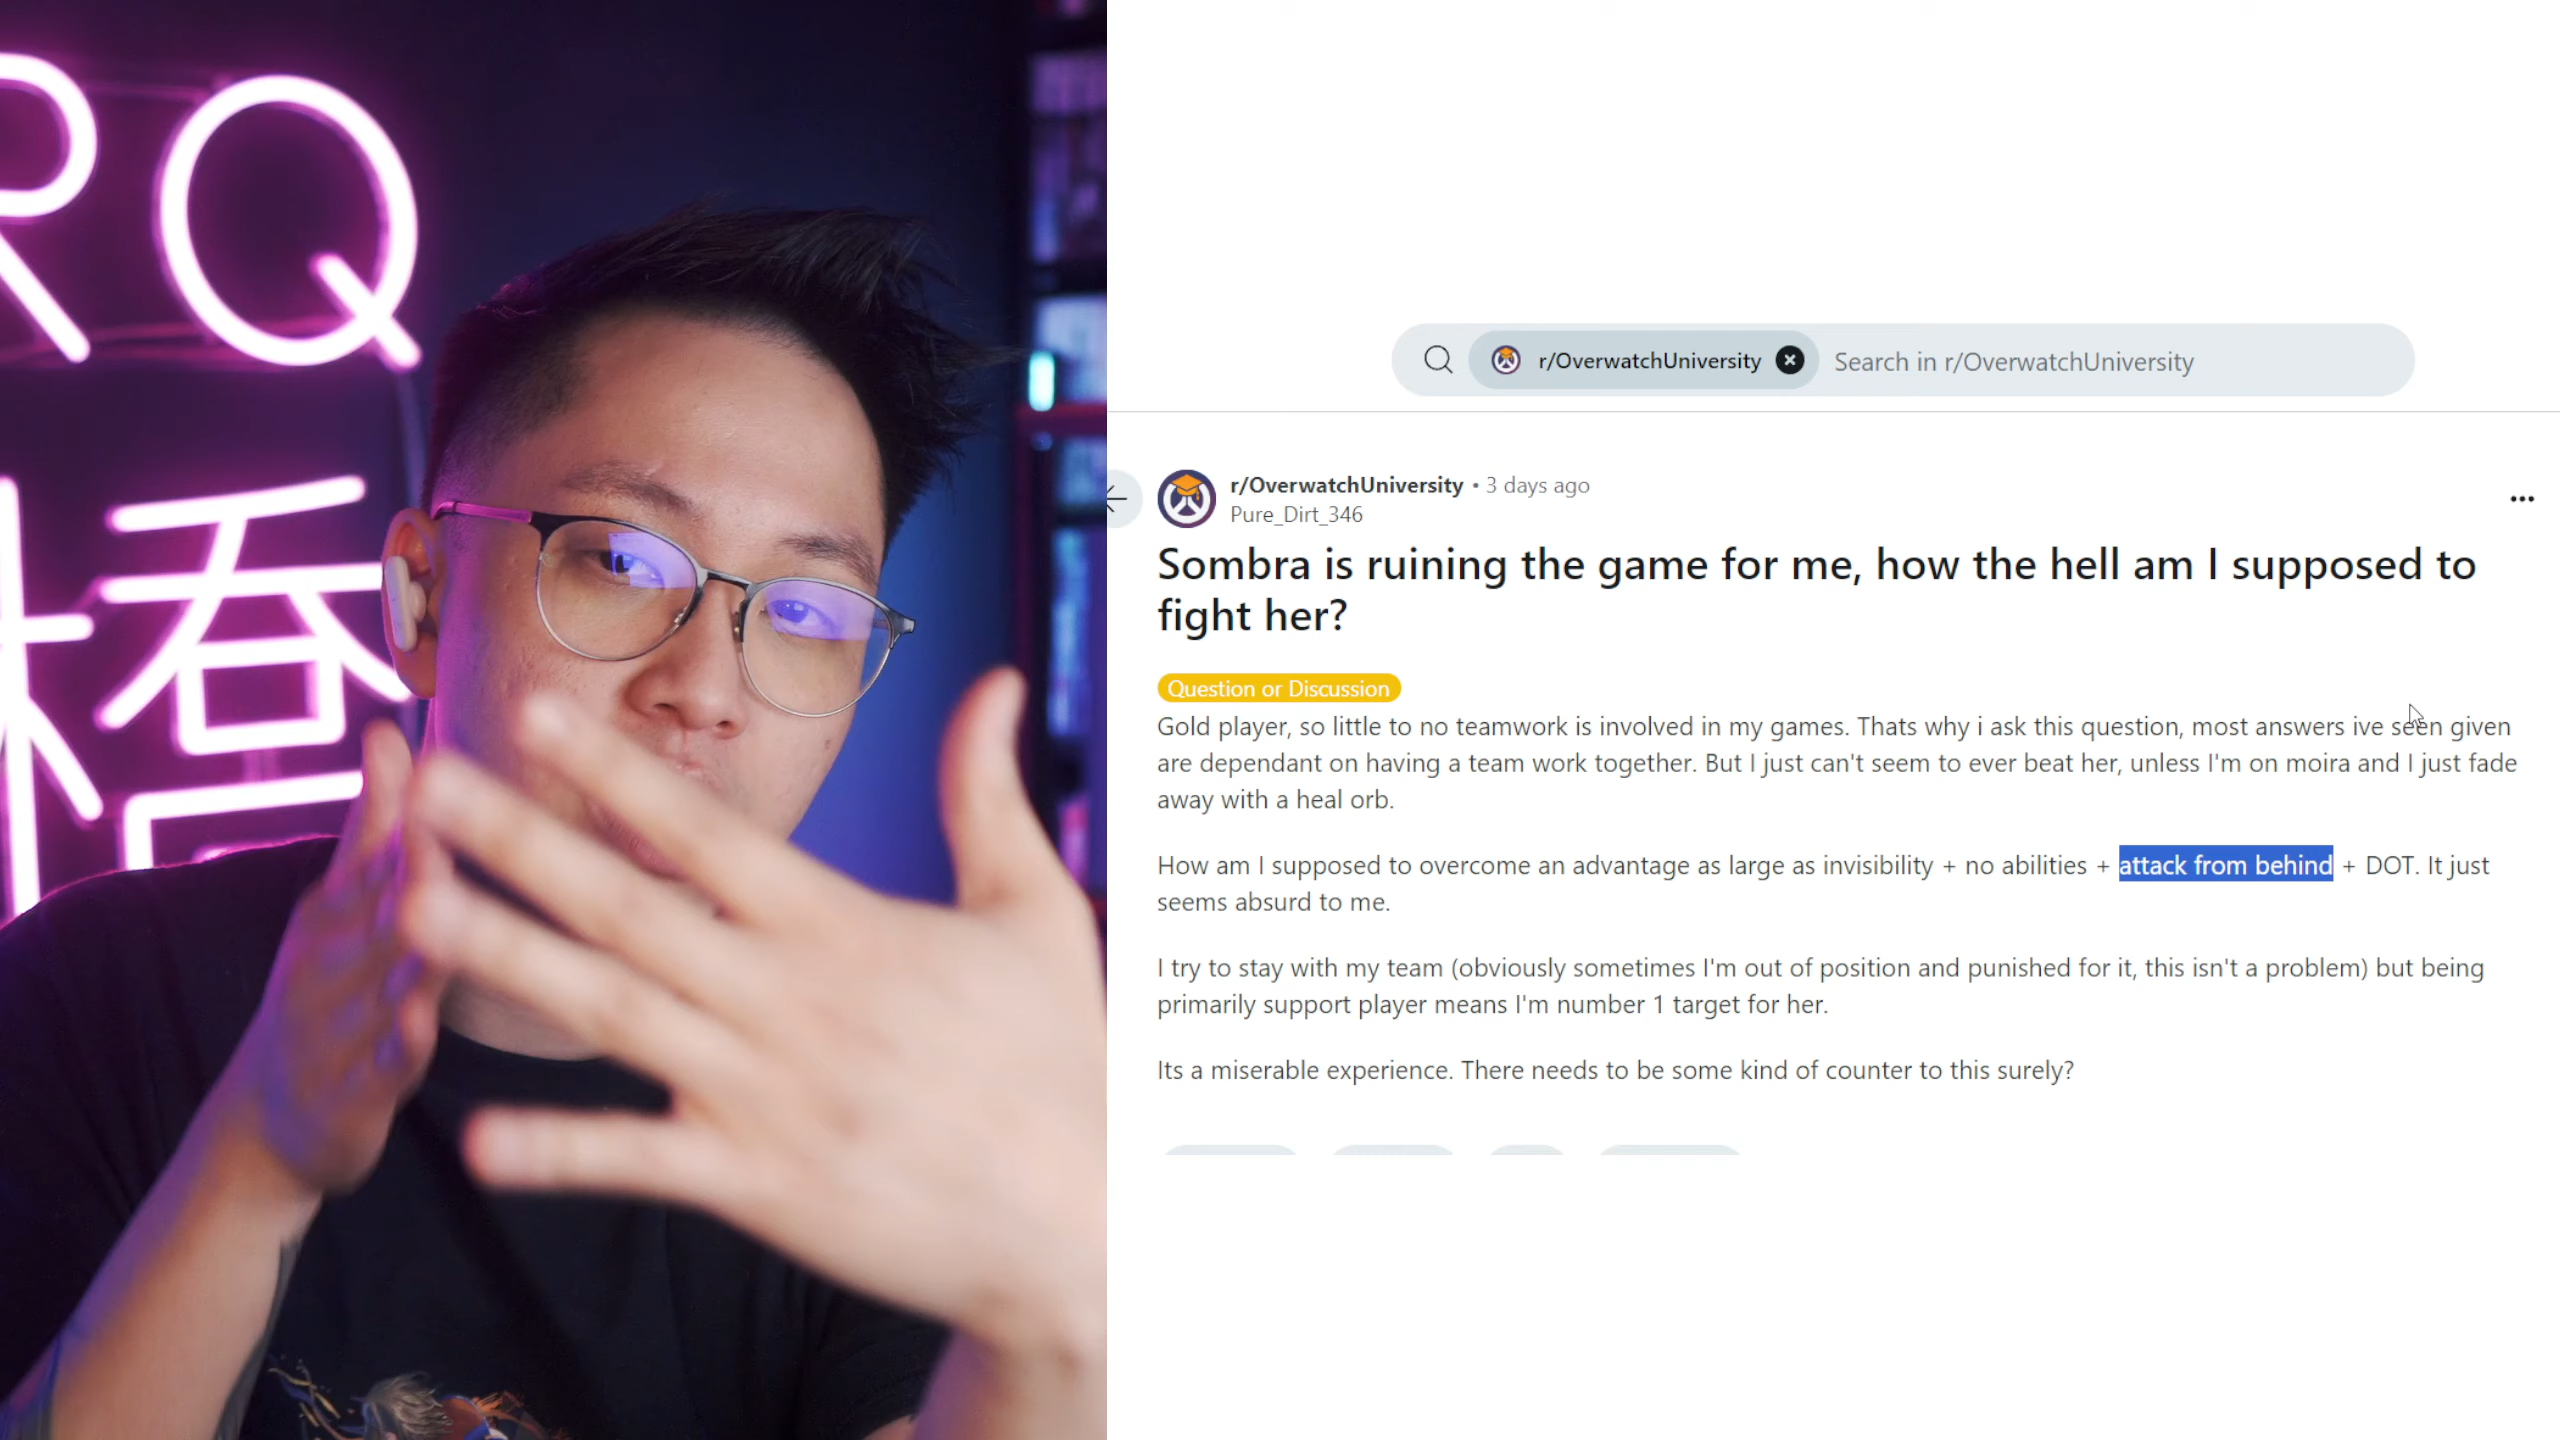 RQ
r/OverwatchUniversity Search in r/OverwatchUniversity
r/OverwatchUniversity • 3 days ago
Pure_Dirt_346
Sombra is ruining the game for me, how the hell am I supposed to
fight her?
Question or Discussion
Gold player, so little to no teamwork is involved in my games. Thats why i ask this question, most answers ive seen given
are dependant on having a team work together. But I just can't seem to ever beat her, unless I'm on moira and I just fade
away with a heal orb.
How am I supposed to overcome an advantage as large as invisibility + no abilities + attack from behind + DOT. It just
seems absurd to me.
I try to stay with my team (obviously sometimes I'm out of position and punished for it, this isn't a problem) but being
primarily support player means I'm number 1 target for her.
Its a miserable experience. There needs to be some kind of counter to this surely?